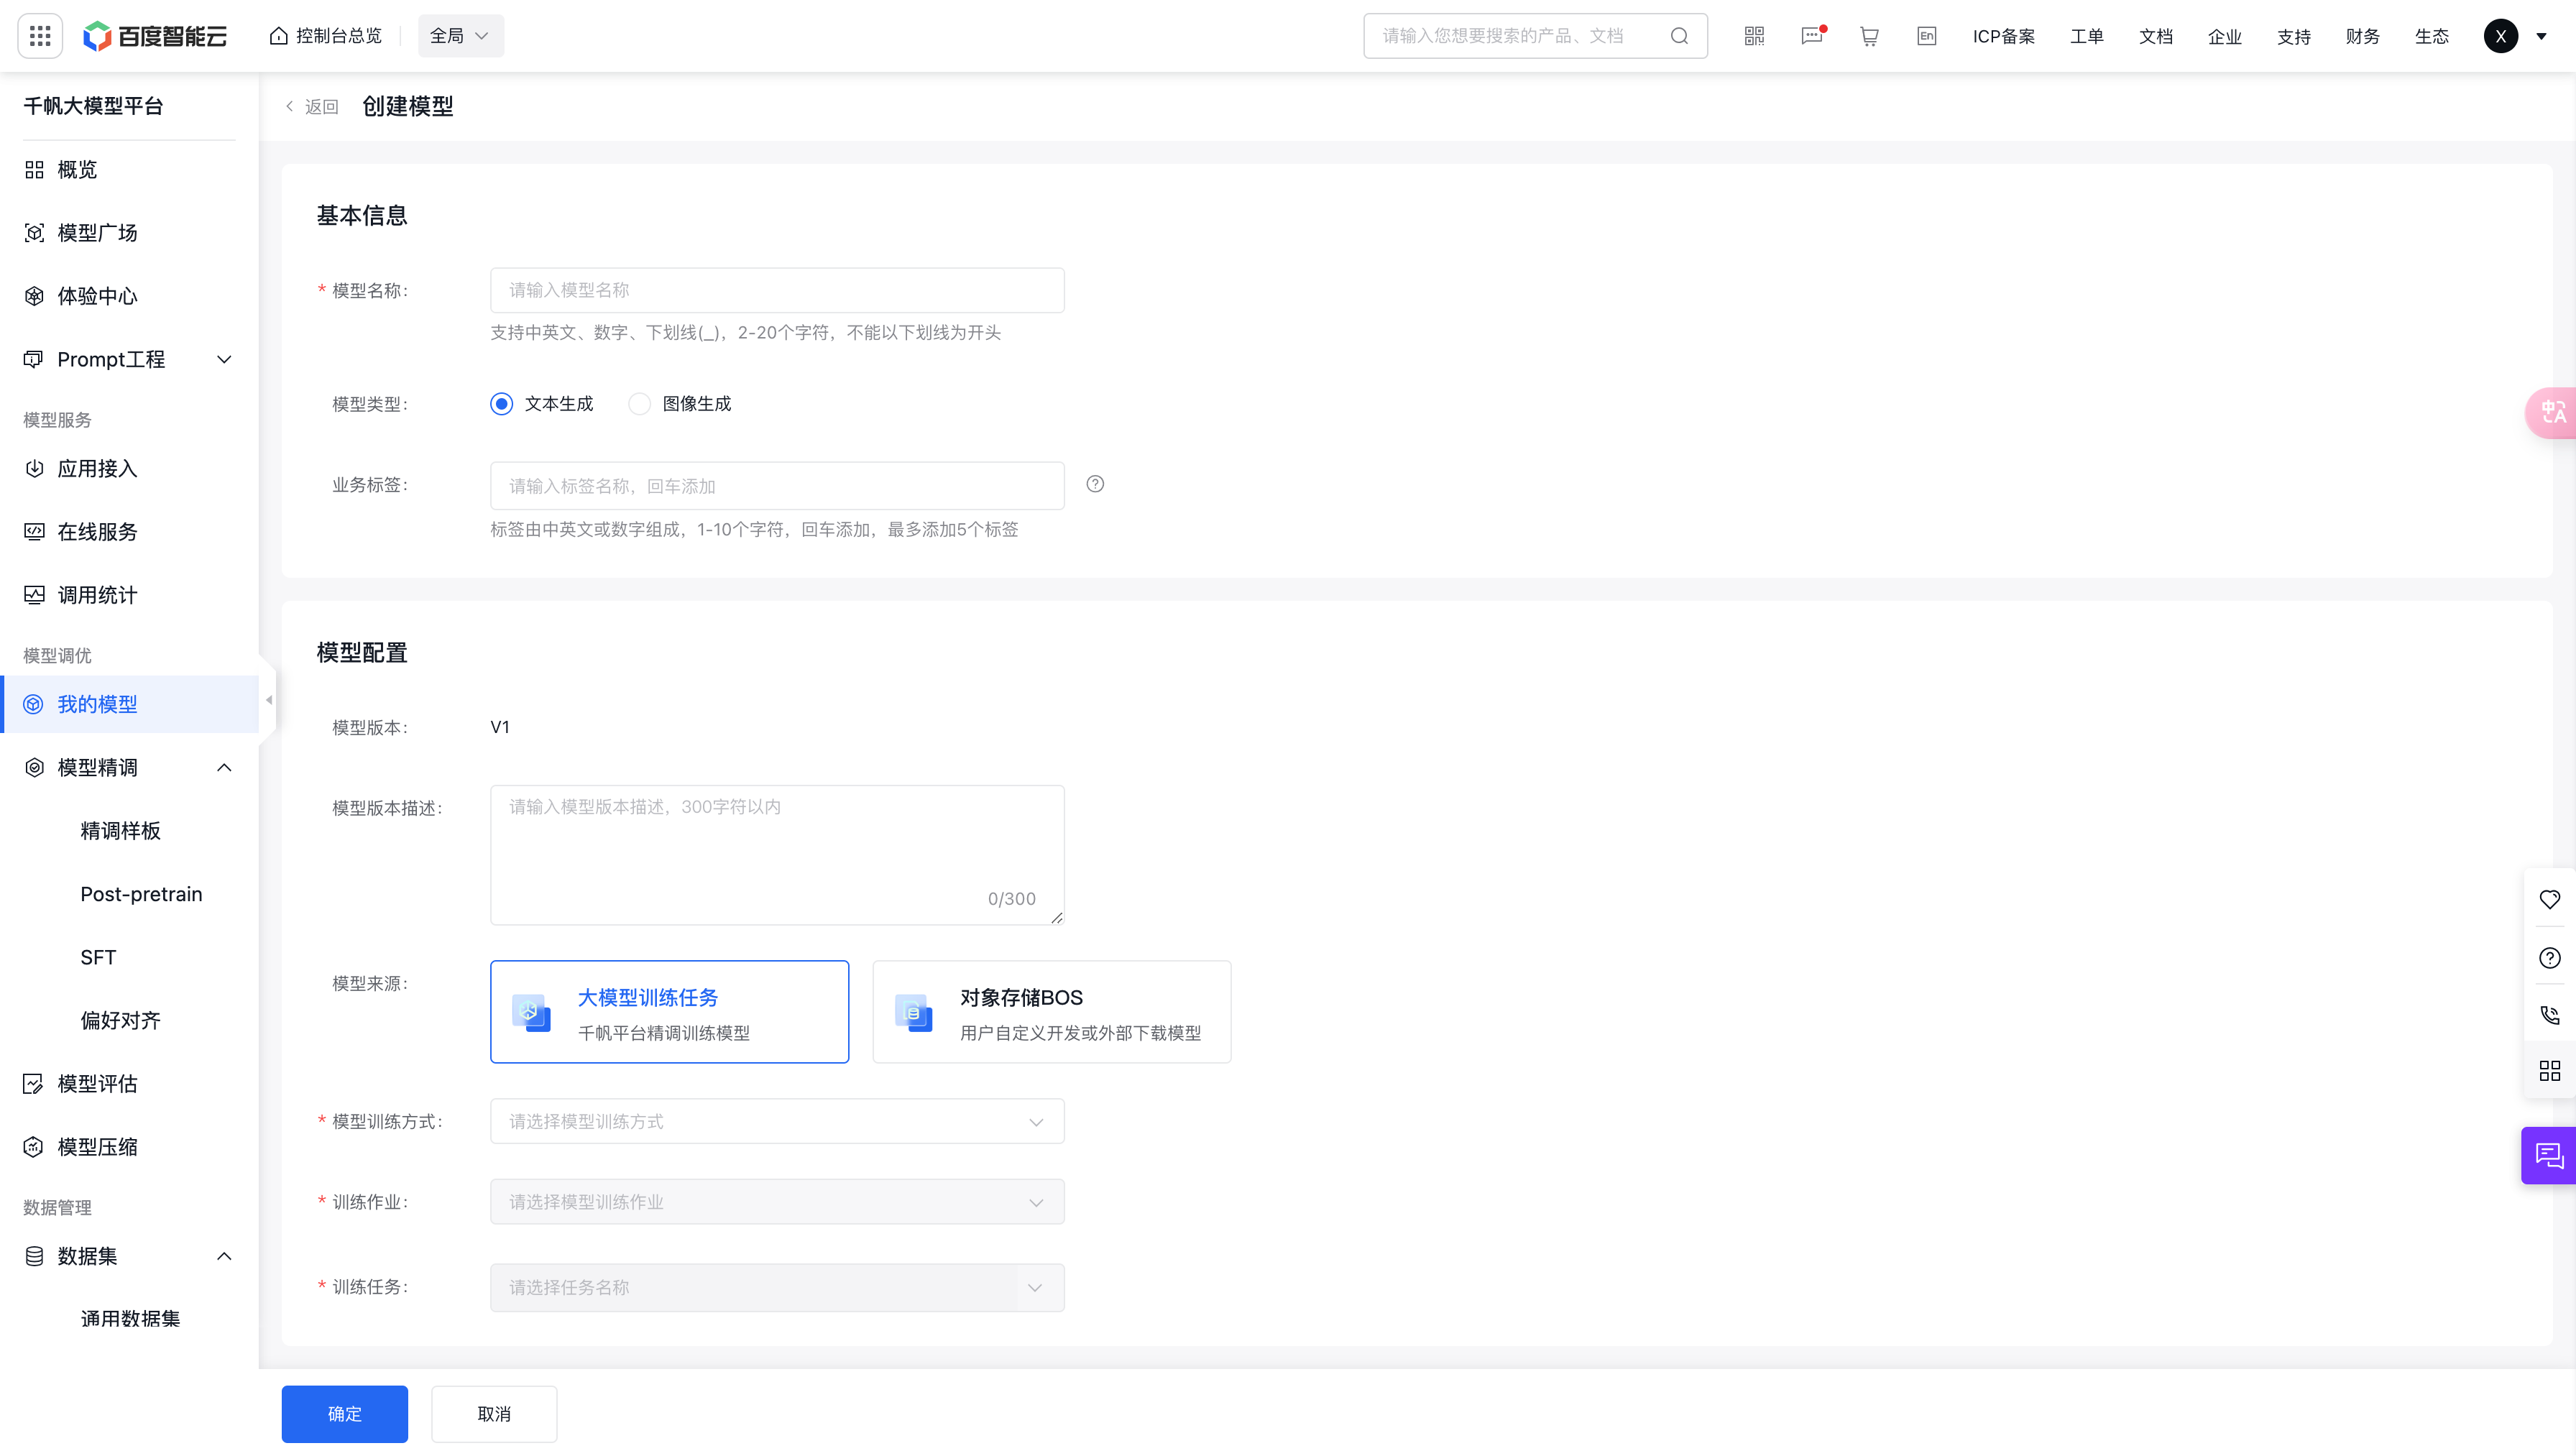 百度智能云
控制台总览
全局
请输入您想要搜索的产品、文档
En
ICP备案
工单
文档
企业
支持
财务
生态
X
千帆大模型平台
概览
模型广场
体验中心
Prompt工程
模型服务
应用接入
在线服务
调用统计
模型调优
我的模型
模型精调
精调样板
Post-pretrain
SFT
偏好对齐
模型评估
模型压缩
数据管理
数据集
通用数据集
返回
创建模型
基本信息
* 模型名称:
请输入模型名称
支持中英文、数字、下划线(_)，2-20个字符，不能以下划线为开头
模型类型:
文本生成
图像生成
业务标签:
请输入标签名称，回车添加
标签由中英文或数字组成，1-10个字符，回车添加，最多添加5个标签
模型配置
模型版本:
V1
模型版本描述:
请输入模型版本描述，300字符以内
0/300
模型来源:
大模型训练任务
千帆平台精调训练模型
对象存储BOS
用户自定义开发或外部下载模型
* 模型训练方式:
请选择模型训练方式
* 训练作业:
请选择模型训练作业
* 训练任务:
请选择任务名称
确定
取消
中A